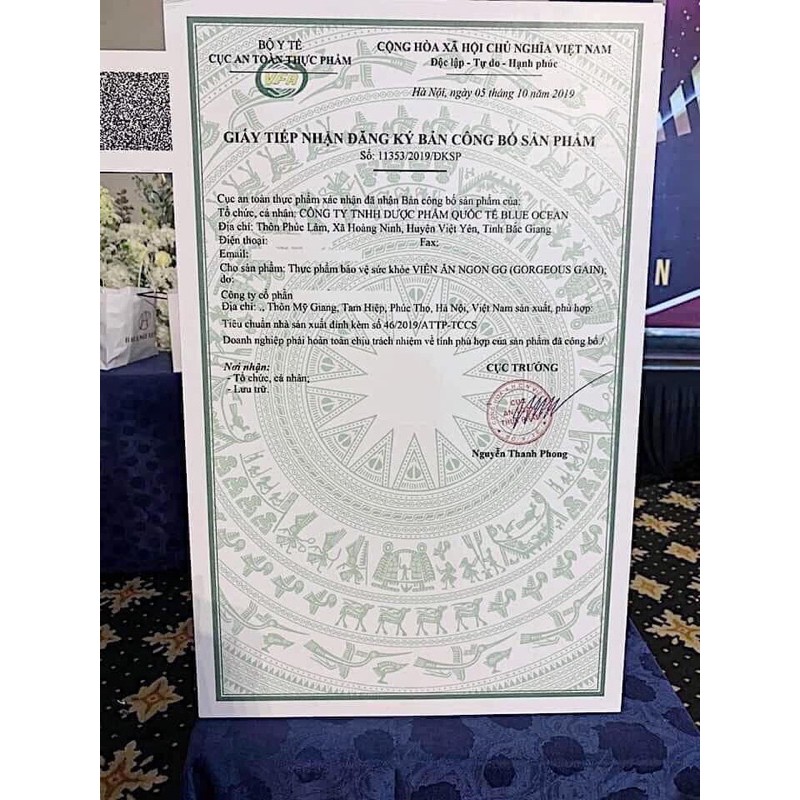 BỘ Y TẾ
CỤC AN TOÀN THỰC PHẨM
VFA
CỘNG HÒA XÃ HỘI CHỦ NGHĨA VIỆT NAM
Độc lập - Tự do - Hạnh phúc
Hà Nội, ngày 05 tháng 10 năm 2019
GIẤY TIẾP NHẬN ĐĂNG KÝ BẢN CÔNG BỐ SẢN PHẨM
Số: 11353/2019/ĐKSP
Cục an toàn thực phẩm xác nhận đã nhận Bản công bố sản phẩm của:
Tổ chức, cá nhân: CÔNG TY TNHH DƯỢC PHẨM QUỐC TẾ BLUE OCEAN
Địa chỉ: Thôn Phúc Lâm, Xã Hoàng Ninh, Huyện Việt Yên, Tỉnh Bắc Giang
Điện thoại: Fax:
Email:
Cho sản phẩm: Thực phẩm bảo vệ sức khỏe VIÊN ĂN NGON GG (GORGEOUS GAIN);
do:
Công ty cổ phần
Địa chỉ: ., Thôn Mỹ Giang, Tam Hiệp, Phúc Thọ, Hà Nội, Việt Nam sản xuất, phù hợp:
Tiêu chuẩn nhà sản xuất đính kèm số 46/2019/ATTP-TCCS
Doanh nghiệp phải hoàn toàn chịu trách nhiệm về tính phù hợp của sản phẩm đã công bố./
Nơi nhận:
- Tổ chức, cá nhân;
- Lưu trữ.
CỤC TRƯỞNG
CỤC
AN TOÀN
Nguyễn Thanh Phong
N